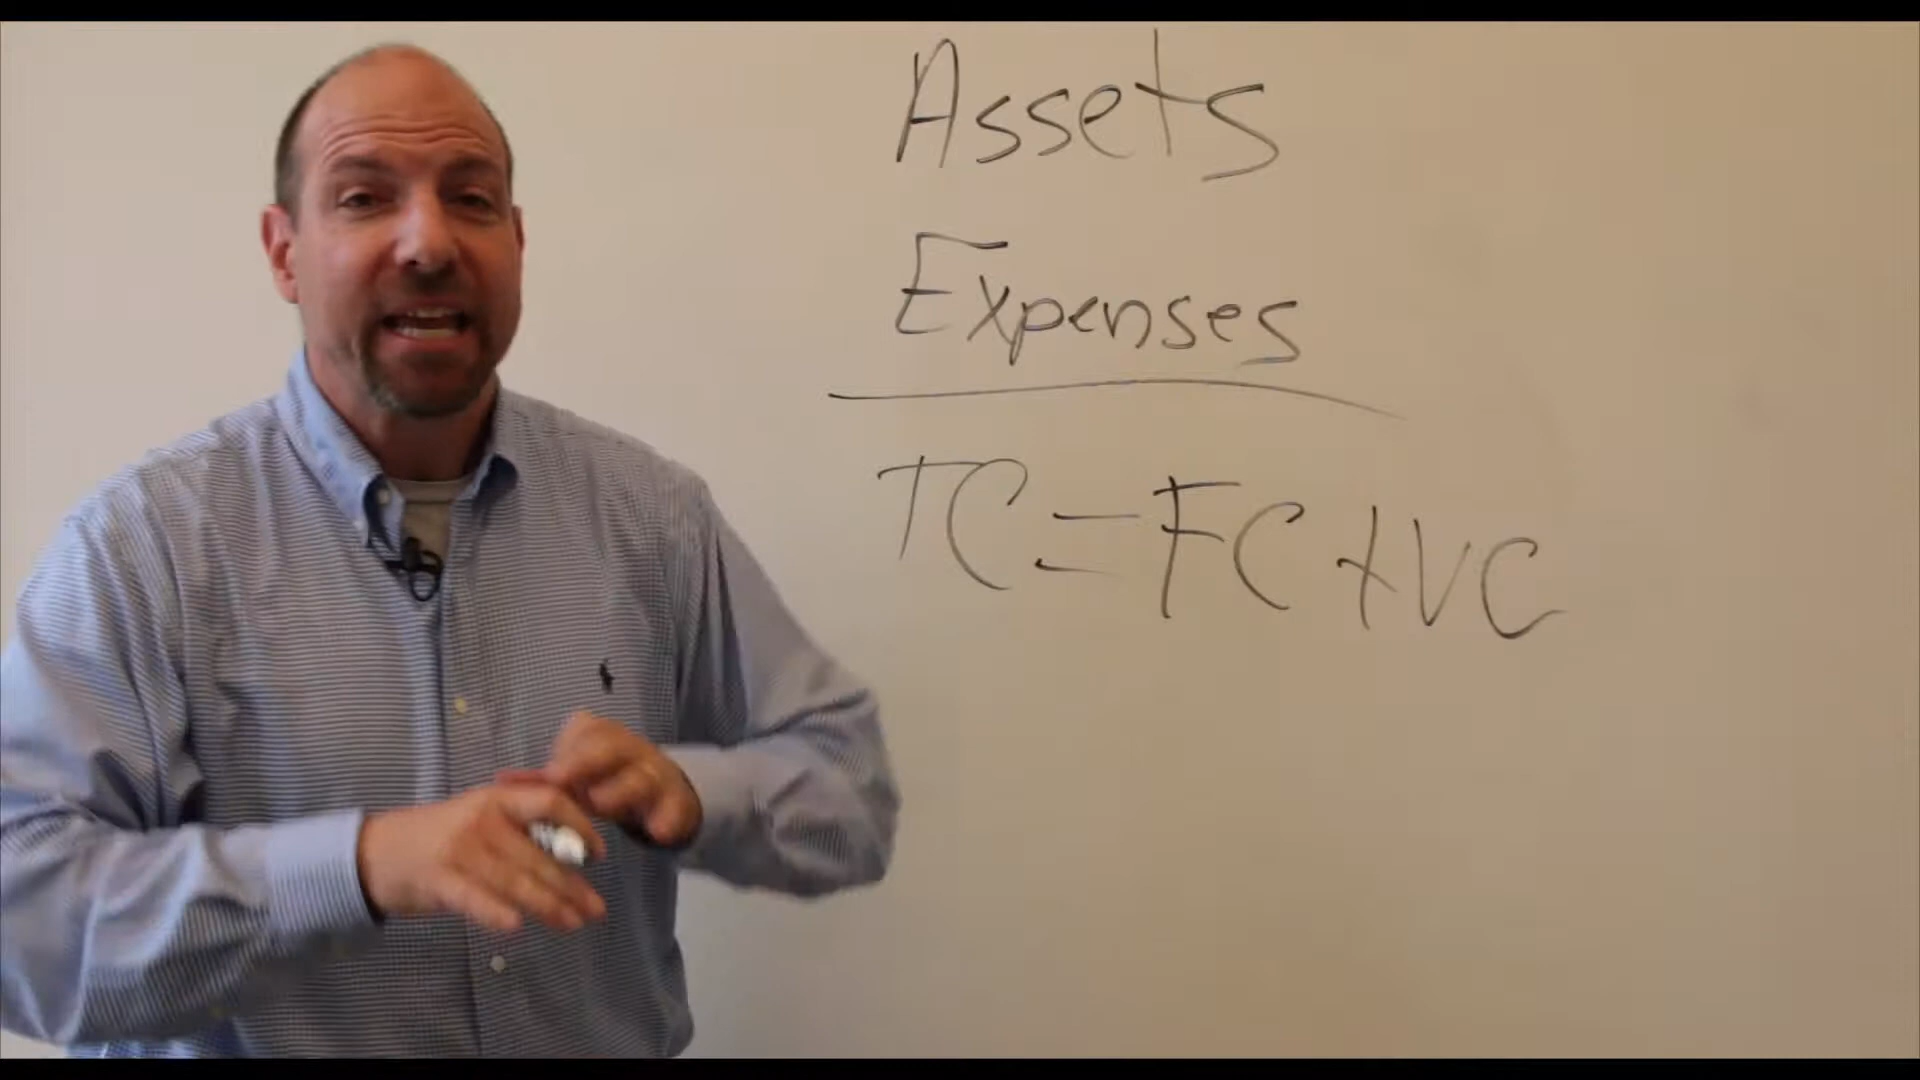 Assets
Expenses
TC = FC + VC